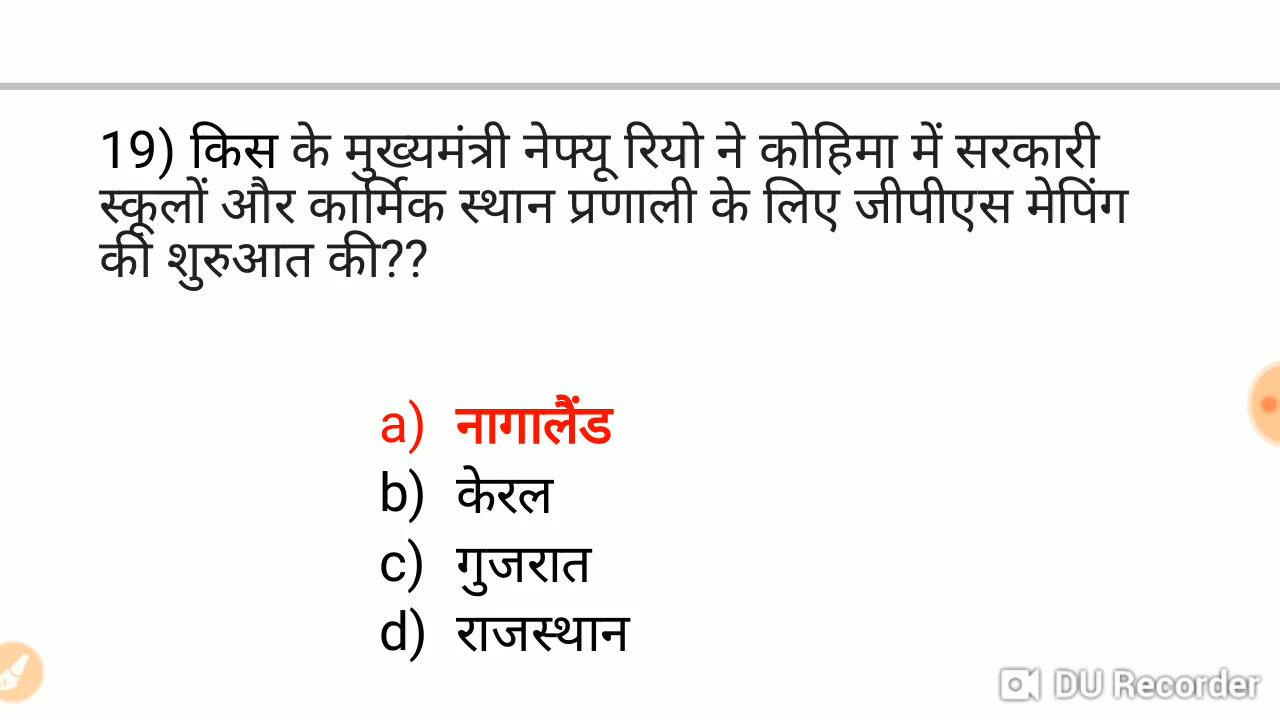 19) किस के मुख्यमंत्री नेफ्यू रियो ने कोहिमा में सरकारी
स्कूलों और कार्मिक स्थान प्रणाली के लिए जीपीएस मेपिंग
की शुरुआत की??
a) नागालैंड
b) केरल
c) गुजरात
d) राजस्थान
DU Recorder